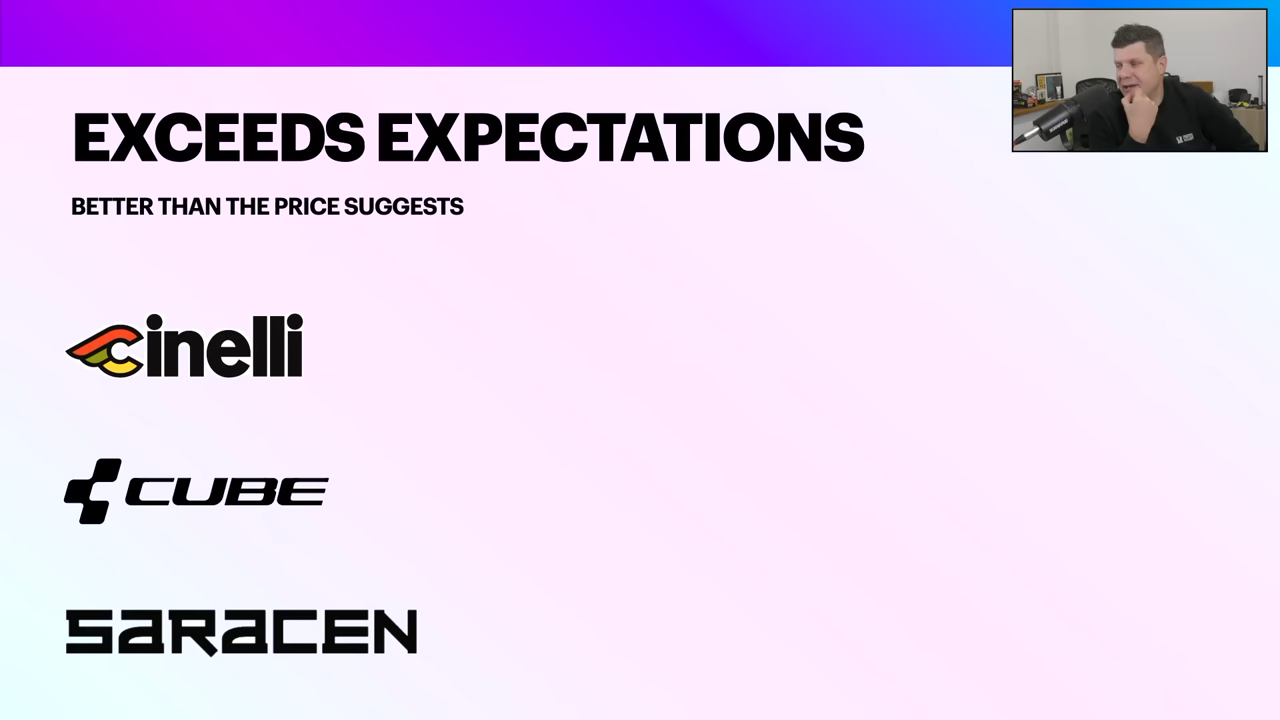 EXCEEDS EXPECTATIONS
BETTER THAN THE PRICE SUGGESTS
cinelli
CUBE
SARACEN